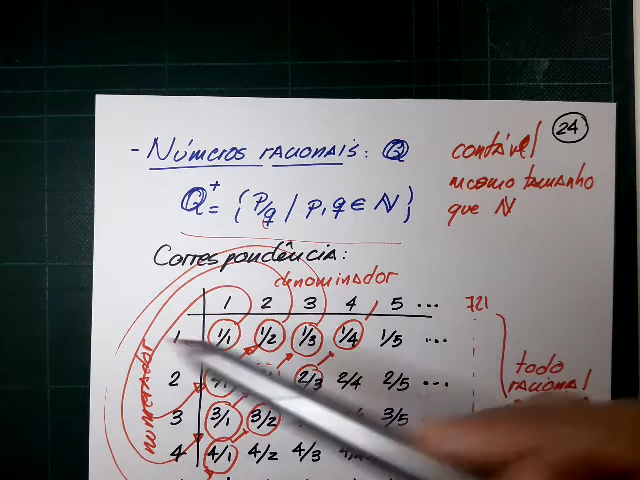 24
- Números racionais: Q
Q⁺ = { p/q / p, q ∈ N }
contável
mesmo tamanho
que N
Correspondência:
denominador
numerador
1 2 3 4 5 ... 721
1 1/1 1/2 1/3 1/4 1/5 ...
2 2/3 2/4 2/5 ...
3 3/1 3/2 3/5
4 4/1 4/2 4/3
todo
racional